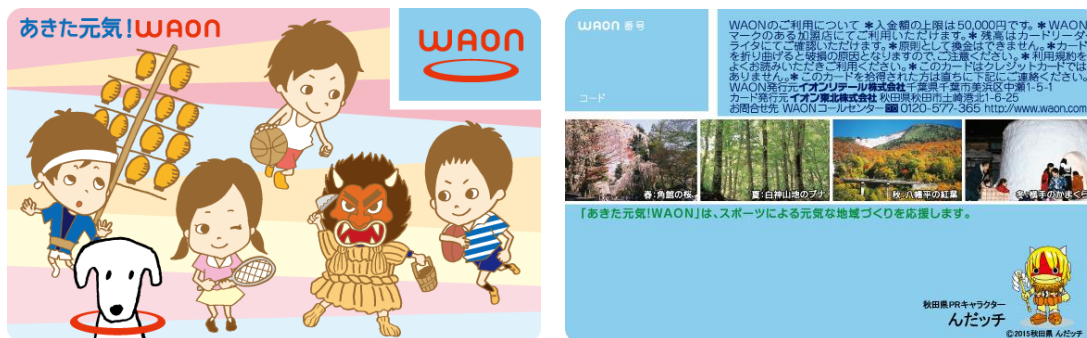 あきた元気!WAON
WAON
WAON 番号
コード
WAONのご利用について ＊入金額の上限は50,000円です。＊WAON
マークのある加盟店にてご利用いただけます。＊残高はカードリーダ
ライタにてご確認いただけます。＊原則として換金はできません。＊カード
を折り曲げると破損の原因となりますので、ご注意ください。＊利用規約を
よくお読みいただきご利用ください。＊このカードはクレジットカードでは
ありません。＊このカードを拾得された方は直ちに下記にご連絡ください。
WAON発行元 イオンリテール株式会社 千葉県千葉市美浜区中瀬1-5-1
カード発行元 イオン東北株式会社 秋田県秋田市土崎港北1-6-25
お問合せ先 WAONコールセンター 0120-577-365 http://www.waon.com
春:角館の桜
夏:白神山地のブナ
秋:八幡平の紅葉
冬:横手のかまくら
「あきた元気!WAON」は、スポーツによる元気な地域づくりを応援します。
秋田県PRキャラクター
んだッチ
©2015秋田県 んだッチ